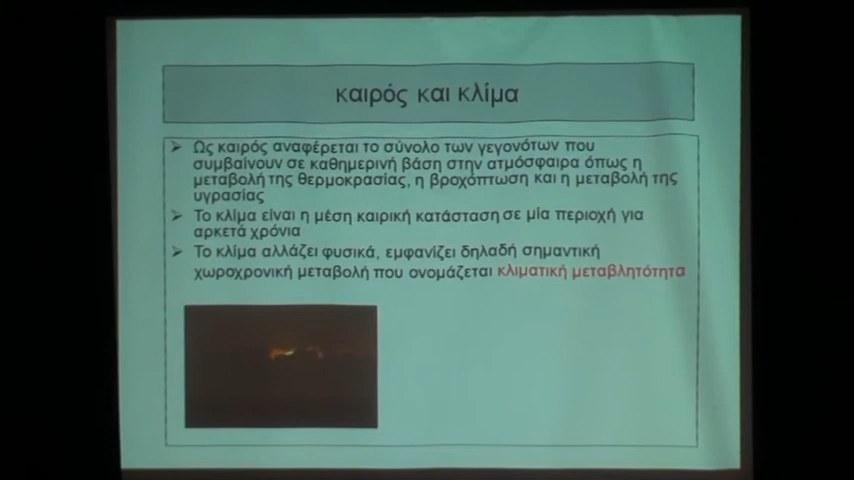 καιρός και κλίμα
Ως καιρός αναφέρεται το σύνολο των γεγονότων που
συμβαίνουν σε καθημερινή βάση στην ατμόσφαιρα όπως η
μεταβολή της θερμοκρασίας, η βροχόπτωση και η μεταβολή της
υγρασίας
Το κλίμα είναι η μέση καιρική κατάσταση σε μία περιοχή για
αρκετά χρόνια
Το κλίμα αλλάζει φυσικά, εμφανίζει δηλαδή σημαντική
χωροχρονική μεταβολή που ονομάζεται κλιματική μεταβλητότητα